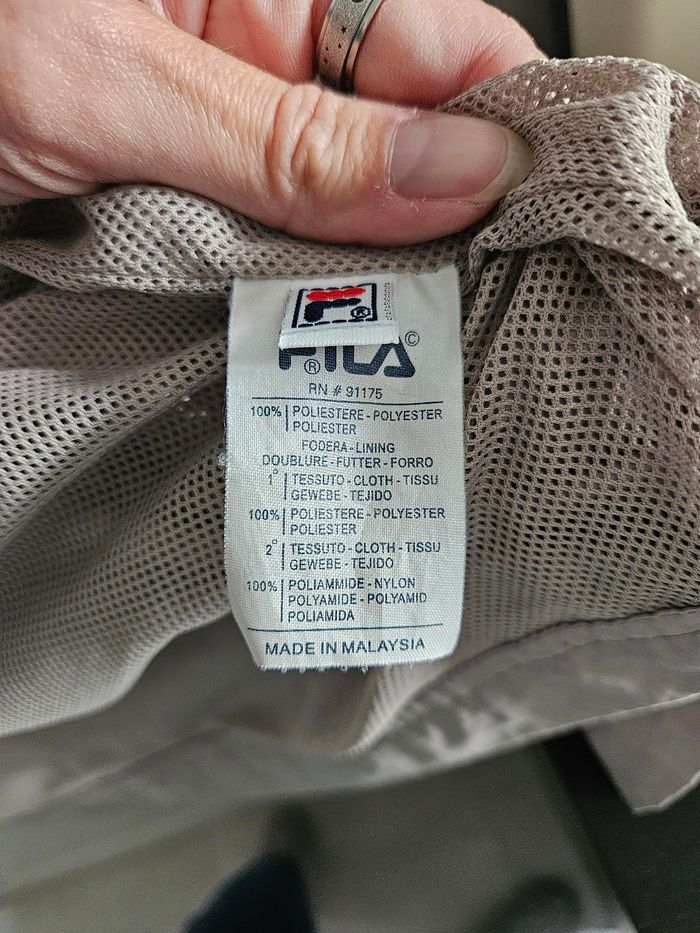 F®
FILA©
®
RN # 91175
100% POLIESTERE - POLYESTER
POLIESTER
FODERA - LINING
DOUBLURE - FUTTER - FORRO
1° TESSUTO - CLOTH - TISSU
GEWEBE - TEJIDO
100% POLIESTERE - POLYESTER
POLIESTER
2° TESSUTO - CLOTH - TISSU
GEWEBE - TEJIDO
100% POLIAMMIDE - NYLON
POLYAMIDE - POLYAMID
POLIAMIDA
MADE IN MALAYSIA